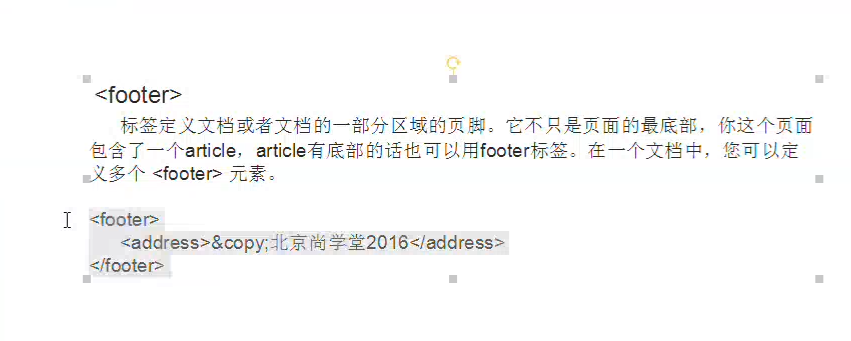 <footer>
标签定义文档或者文档的一部分区域的页脚。它不只是页面的最底部，你这个页面
包含了一个article，article有底部的话也可以用footer标签。在一个文档中，您可以定
义多个 <footer> 元素。
<footer>
<address>&copy;北京尚学堂2016</address>
</footer>